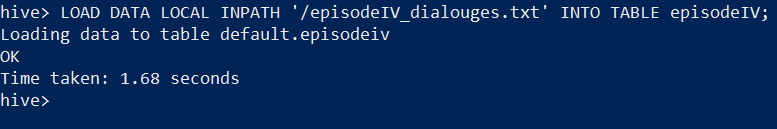 hive> LOAD DATA LOCAL INPATH '/episodeIV_dialouges.txt' INTO TABLE episodeIV;
Loading data to table default.episodeiv
OK
Time taken: 1.68 seconds
hive>